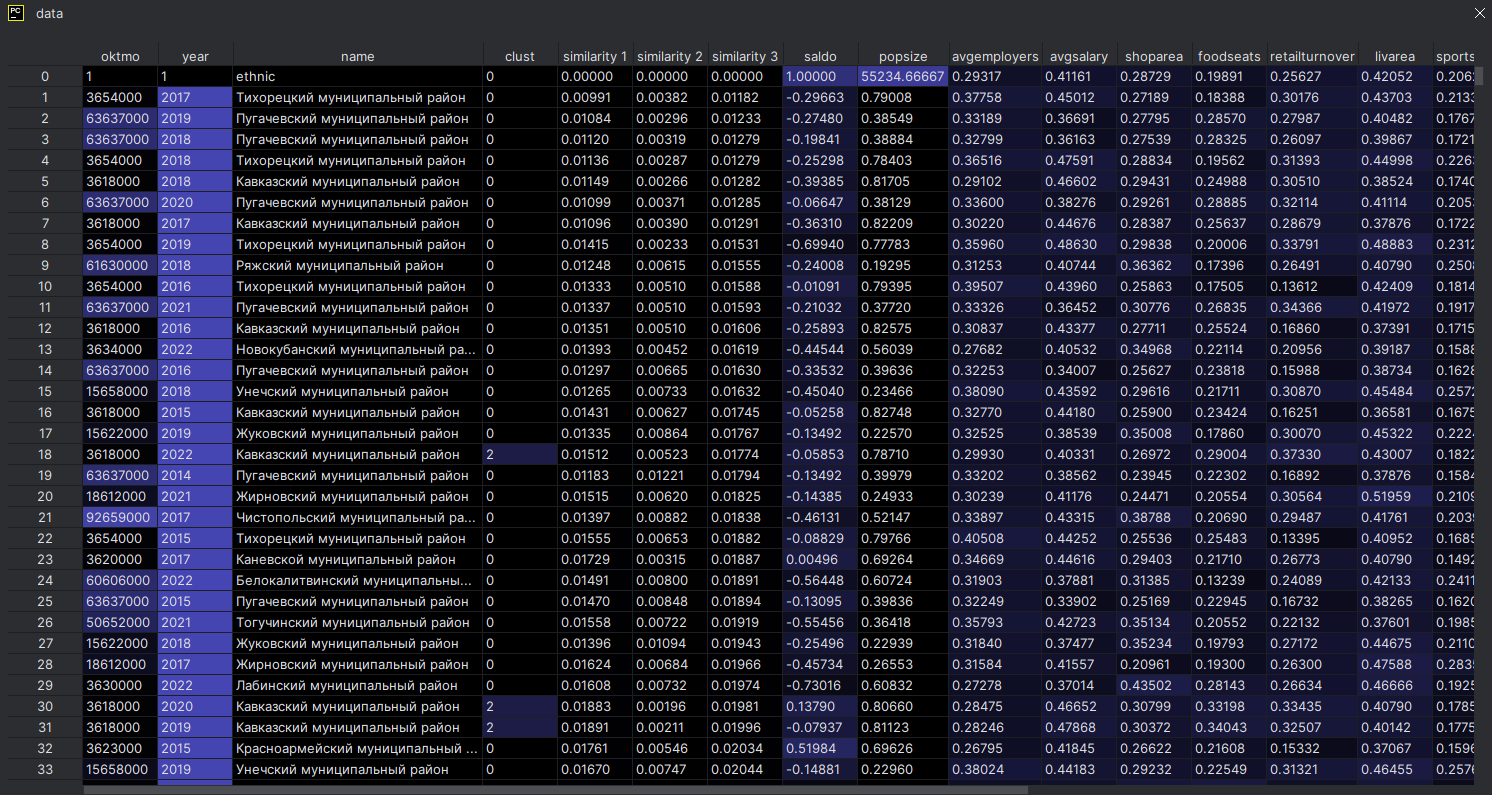 PC data
oktmo year name clust similarity 1 similarity 2 similarity 3 saldo popsize avgemployers avgsalary shoparea foodseats retailturnover livarea sports
0 1 1 ethnic 0 0.00000 0.00000 0.00000 1.00000 55234.66667 0.29317 0.41161 0.28729 0.19891 0.25627 0.42052 0.206
1 3654000 2017 Тихорецкий муниципальный район 0 0.00991 0.00382 0.01182 -0.29663 0.79008 0.37758 0.45012 0.27189 0.18388 0.30176 0.43703 0.213
2 63637000 2019 Пугачевский муниципальный район 0 0.01084 0.00296 0.01233 -0.27480 0.38549 0.33189 0.36691 0.27795 0.28570 0.27987 0.40482 0.1767
3 63637000 2018 Пугачевский муниципальный район 0 0.01120 0.00319 0.01279 -0.19841 0.38884 0.32799 0.36163 0.27539 0.28325 0.26097 0.39867 0.1721
4 3654000 2018 Тихорецкий муниципальный район 0 0.01136 0.00287 0.01279 -0.25298 0.78403 0.36516 0.47591 0.28834 0.19562 0.31393 0.44998 0.226
5 3618000 2018 Кавказский муниципальный район 0 0.01149 0.00266 0.01282 -0.39385 0.81705 0.29102 0.46602 0.29431 0.24988 0.30510 0.38524 0.1740
6 63637000 2020 Пугачевский муниципальный район 0 0.01099 0.00371 0.01285 -0.06647 0.38129 0.33600 0.38276 0.29261 0.28885 0.32114 0.41114 0.205
7 3618000 2017 Кавказский муниципальный район 0 0.01096 0.00390 0.01291 -0.36310 0.82209 0.30220 0.44676 0.28387 0.25637 0.28679 0.37876 0.1722
8 3654000 2019 Тихорецкий муниципальный район 0 0.01415 0.00233 0.01531 -0.69940 0.77783 0.35960 0.48630 0.29838 0.20006 0.33791 0.48883 0.2312
9 61630000 2018 Ряжский муниципальный район 0 0.01248 0.00615 0.01555 -0.24008 0.19295 0.31253 0.40744 0.36362 0.17396 0.26491 0.40790 0.250
10 3654000 2016 Тихорецкий муниципальный район 0 0.01333 0.00510 0.01588 -0.01091 0.79395 0.39507 0.43960 0.25863 0.17505 0.13612 0.42409 0.1814
11 63637000 2021 Пугачевский муниципальный район 0 0.01337 0.00510 0.01593 -0.21032 0.37720 0.33326 0.36452 0.30776 0.26835 0.34366 0.41972 0.1917
12 3618000 2016 Кавказский муниципальный район 0 0.01351 0.00510 0.01606 -0.25893 0.82575 0.30837 0.43377 0.27711 0.25524 0.16860 0.37391 0.1715
13 3634000 2022 Новокубанский муниципальный ра... 0 0.01393 0.00452 0.01619 -0.44544 0.56039 0.27682 0.40532 0.34968 0.22114 0.20956 0.39187 0.1588
14 63637000 2016 Пугачевский муниципальный район 0 0.01297 0.00665 0.01630 -0.33532 0.39636 0.32253 0.34007 0.25627 0.23818 0.15988 0.38734 0.1628
15 15658000 2018 Унечский муниципальный район 0 0.01265 0.00733 0.01632 -0.45040 0.23466 0.38090 0.43592 0.29616 0.21711 0.30870 0.45484 0.2572
16 3618000 2015 Кавказский муниципальный район 0 0.01431 0.00627 0.01745 -0.05258 0.82748 0.32770 0.44180 0.25900 0.23424 0.16251 0.36581 0.1675
17 15622000 2019 Жуковский муниципальный район 0 0.01335 0.00864 0.01767 -0.13492 0.22570 0.32525 0.38539 0.35008 0.17860 0.30070 0.45322 0.222
18 3618000 2022 Кавказский муниципальный район 2 0.01512 0.00523 0.01774 -0.05853 0.78710 0.29930 0.40331 0.26972 0.29004 0.37330 0.43007 0.1822
19 63637000 2014 Пугачевский муниципальный район 0 0.01183 0.01221 0.01794 -0.13492 0.39979 0.33202 0.38562 0.23945 0.22302 0.16892 0.37876 0.1584
20 18612000 2021 Жирновский муниципальный район 0 0.01515 0.00620 0.01825 -0.14385 0.24933 0.30239 0.41176 0.24471 0.20554 0.30564 0.51959 0.210
21 92659000 2017 Чистопольский муниципальный ра... 0 0.01397 0.00882 0.01838 -0.46131 0.52147 0.33897 0.43315 0.38788 0.20690 0.29487 0.41761 0.203
22 3654000 2015 Тихорецкий муниципальный район 0 0.01555 0.00653 0.01882 -0.08829 0.79766 0.40508 0.44252 0.25536 0.25483 0.13395 0.40952 0.1685
23 3620000 2017 Каневской муниципальный район 0 0.01729 0.00315 0.01887 0.00496 0.69264 0.34669 0.44616 0.29403 0.21710 0.26773 0.40790 0.1492
24 60606000 2022 Белокалитвинский муниципальны... 0 0.01491 0.00800 0.01891 -0.56448 0.60724 0.31903 0.37881 0.31385 0.13239 0.24089 0.42133 0.2411
25 63637000 2015 Пугачевский муниципальный район 0 0.01470 0.00848 0.01894 -0.13095 0.39836 0.32249 0.33902 0.25169 0.22945 0.16732 0.38265 0.1620
26 50652000 2021 Тогучинский муниципальный район 0 0.01558 0.00722 0.01919 -0.55456 0.36418 0.35793 0.42723 0.35134 0.20552 0.22132 0.37601 0.1985
27 15622000 2018 Жуковский муниципальный район 0 0.01396 0.01094 0.01943 -0.25496 0.22939 0.31840 0.37477 0.35234 0.19793 0.27172 0.44675 0.2110
28 18612000 2017 Жирновский муниципальный район 0 0.01624 0.00684 0.01966 -0.45734 0.26553 0.31584 0.41557 0.20961 0.19300 0.26300 0.47588 0.283
29 3630000 2022 Лабинский муниципальный район 0 0.01608 0.00732 0.01974 -0.73016 0.60832 0.27278 0.37014 0.43502 0.28143 0.26634 0.46666 0.1925
30 3618000 2020 Кавказский муниципальный район 2 0.01883 0.00196 0.01981 0.13790 0.80660 0.28475 0.46652 0.30799 0.33198 0.33435 0.40790 0.1785
31 3618000 2019 Кавказский муниципальный район 2 0.01891 0.00211 0.01996 -0.07937 0.81123 0.28246 0.47868 0.30372 0.34043 0.32507 0.40142 0.1775
32 3623000 2015 Красноармейский муниципальный ... 0 0.01761 0.00546 0.02034 0.51984 0.69626 0.26795 0.41845 0.26622 0.21608 0.15332 0.37067 0.1596
33 15658000 2019 Унечский муниципальный район 0 0.01670 0.00747 0.02044 -0.14881 0.22960 0.38024 0.44183 0.29232 0.22549 0.31321 0.46455 0.2576